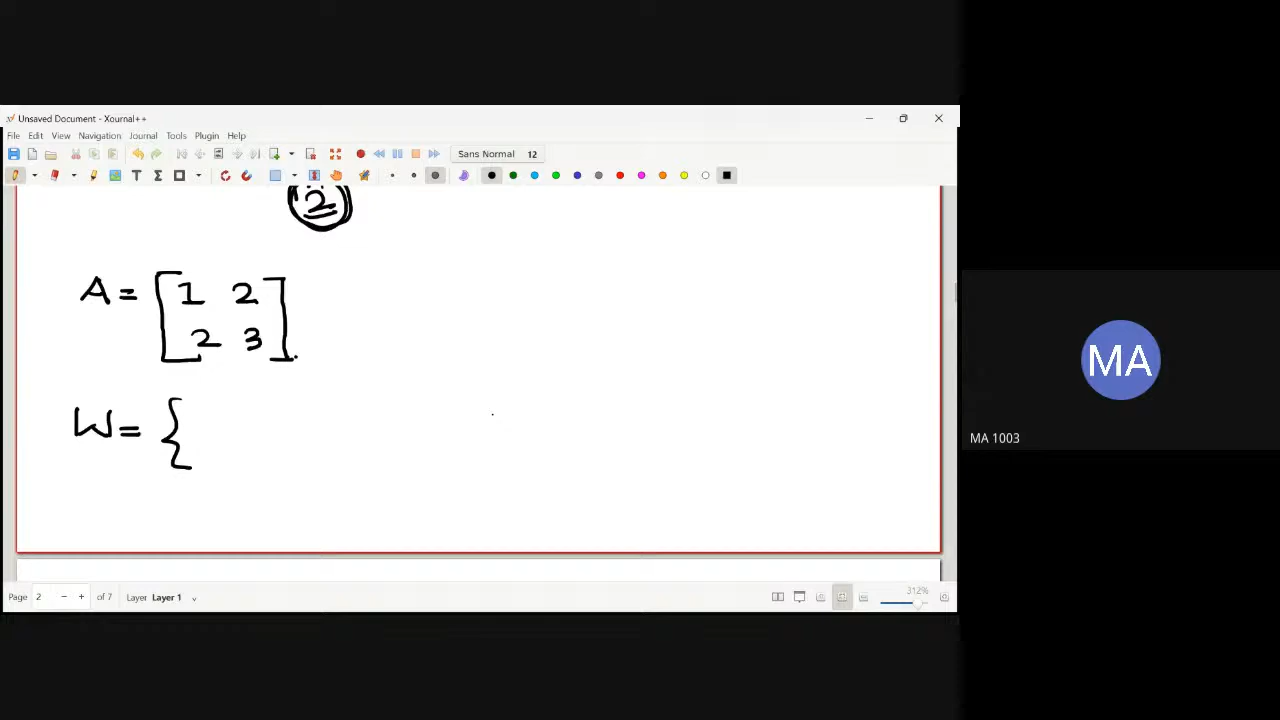 Unsaved Document - Xournal++
File Edit View Navigation Journal Tools Plugin Help
Sans Normal 12
2
A = [ 1 2
2 3 ].
W = {
MA
MA 1003
Page 2 - + of 7 Layer Layer 1
312%